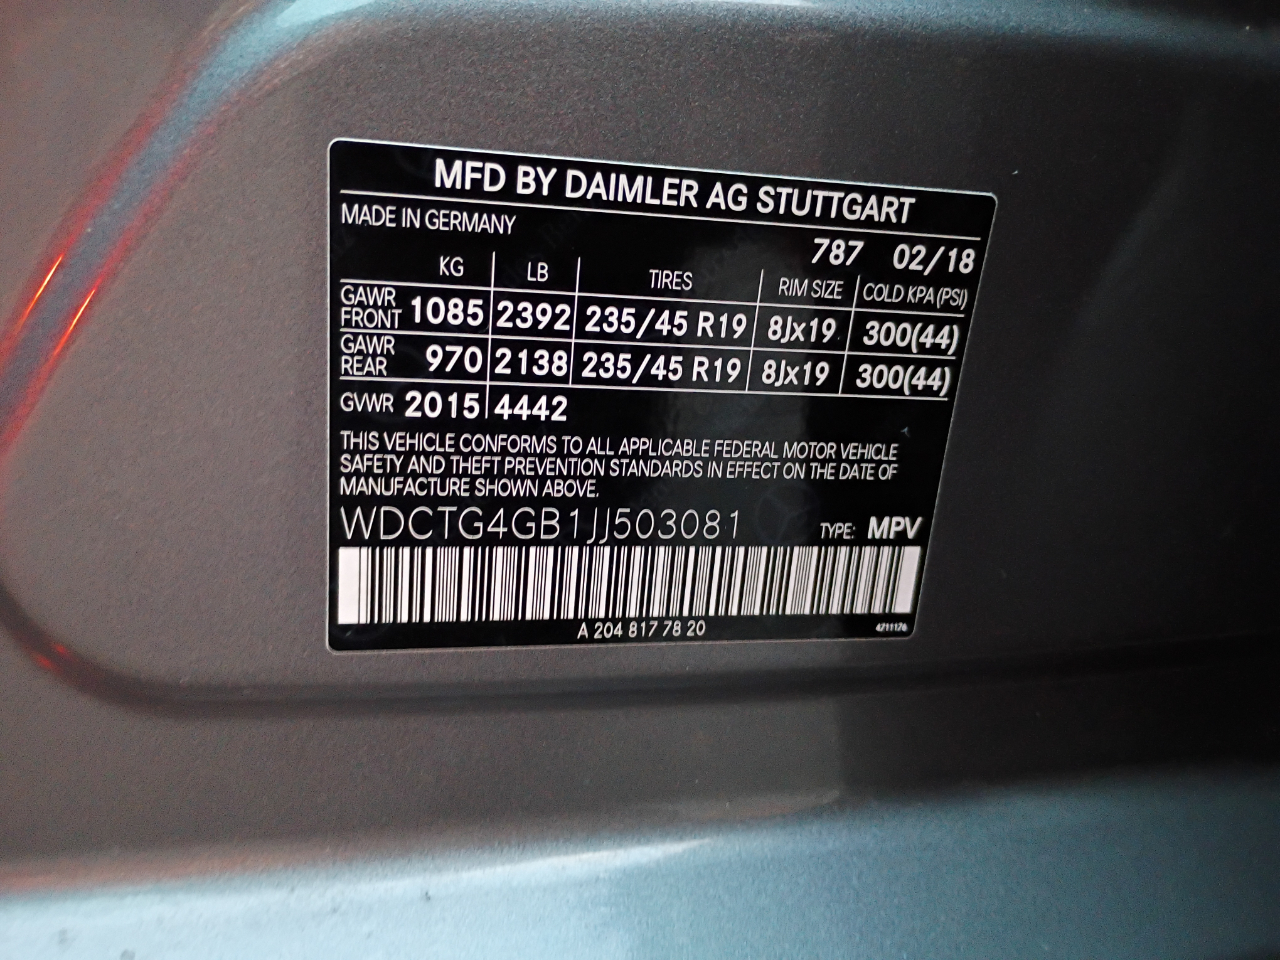 MFD BY DAIMLER AG STUTTGART
MADE IN GERMANY
787 02/18
KG LB TIRES RIM SIZE COLD KPA (PSI)
GAWR FRONT 1085 2392 235/45 R19 8Jx19 300(44)
GAWR REAR 970 2138 235/45 R19 8Jx19 300(44)
GVWR 2015 4442
THIS VEHICLE CONFORMS TO ALL APPLICABLE FEDERAL MOTOR VEHICLE
SAFETY AND THEFT PREVENTION STANDARDS IN EFFECT ON THE DATE OF
MANUFACTURE SHOWN ABOVE.
WDCTG4GB1JJ503081 TYPE: MPV
A 204 817 78 20 4711176